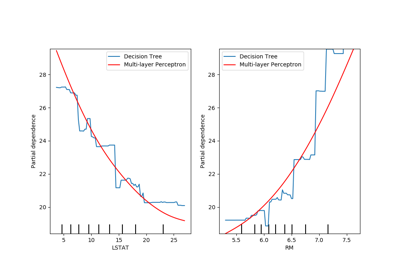 Decision Tree
Multi-layer Perceptron
28
26
24
22
20
Partial dependence
5
10
15
20
25
LSTAT
Decision Tree
Multi-layer Perceptron
28
26
24
22
20
Partial dependence
5.5
6.0
6.5
7.0
7.5
RM